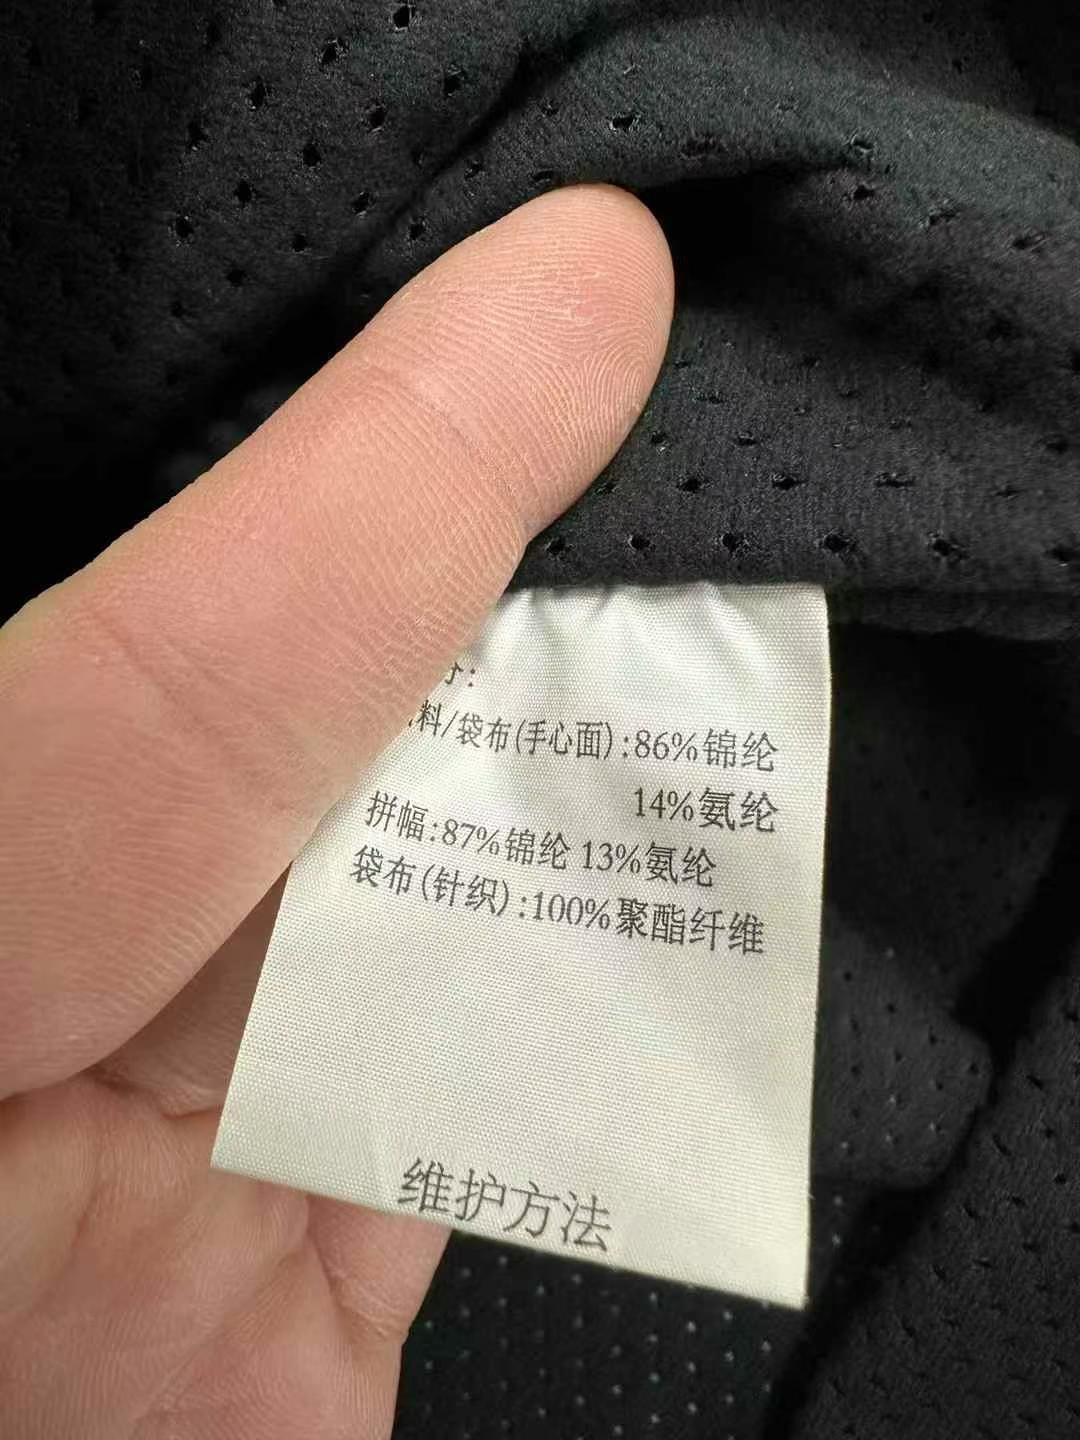 料/袋布(手心面):86%锦纶
14%氨纶
拼幅:87%锦纶 13%氨纶
袋布(针织):100%聚酯纤维
维护方法